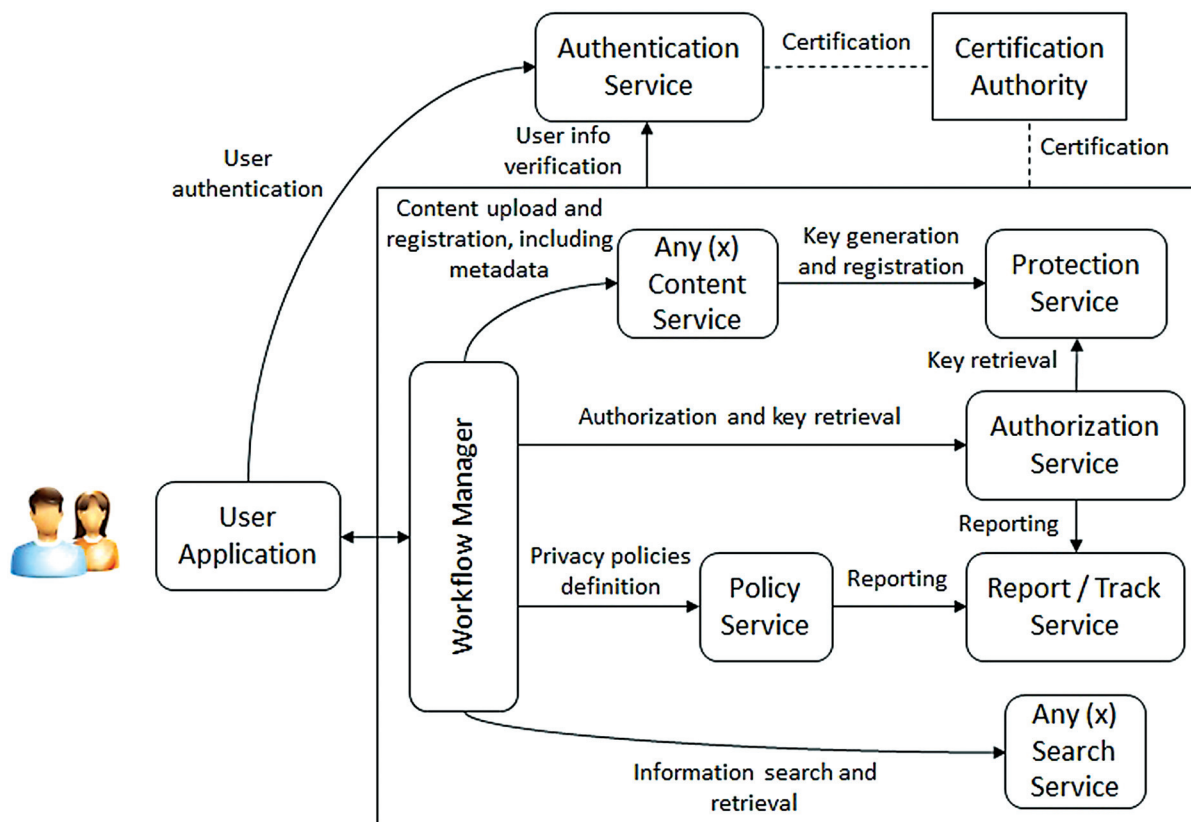 Authentication
Service
Certification
Certification
Authority
User info
verification
Certification
User
authentication
Content upload and
registration, including
metadata
Any (x)
Content
Service
Key generation
and registration
Protection
Service
Key retrieval
Authorization and key retrieval
Authorization
Service
Workflow Manager
User
Application
Reporting
Privacy policies
definition
Policy
Service
Reporting
Report / Track
Service
Any (x)
Search
Service
Information search and
retrieval